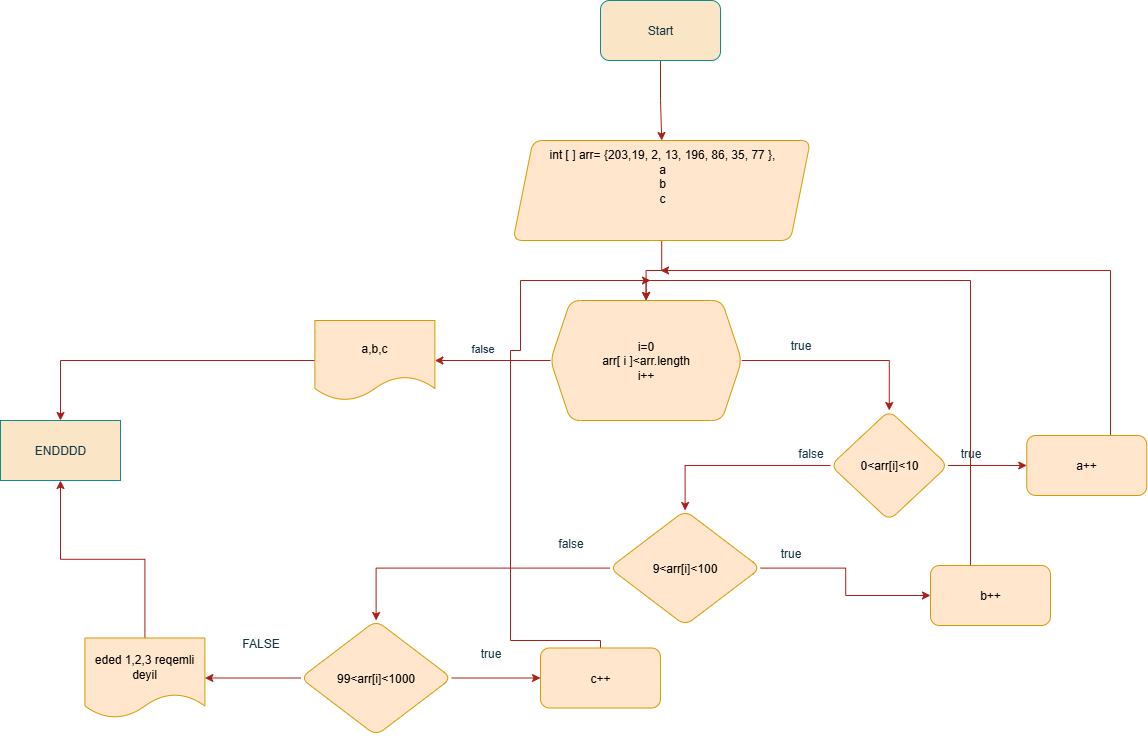 Start
int [ ] arr= {203,19, 2, 13, 196, 86, 35, 77 },
a
b
c
i=0
arr[ i ]<arr.length
i++
false
true
a,b,c
ENDDDD
0<arr[i]<10
false
true
a++
9<arr[i]<100
false
true
b++
99<arr[i]<1000
FALSE
true
c++
eded 1,2,3 reqemli
deyil